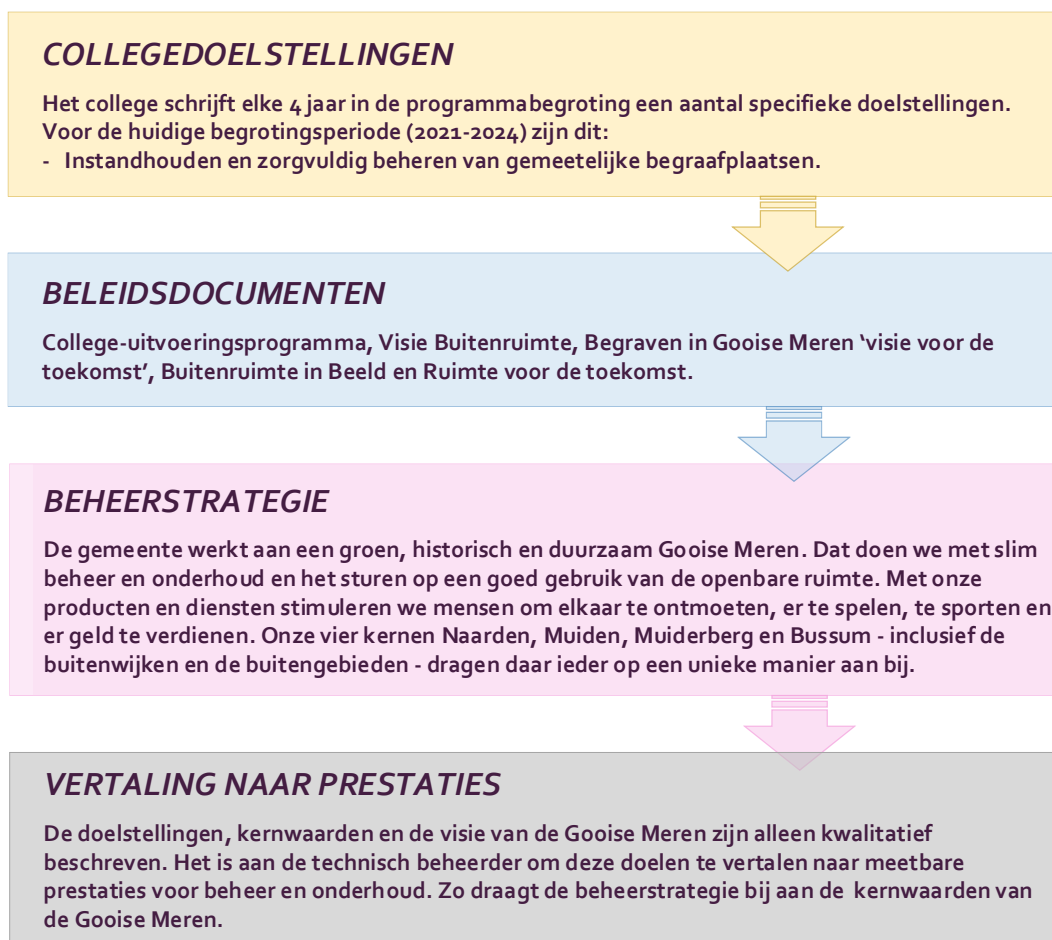 COLLEGEDOELSTELLINGEN
Het college schrijft elke 4 jaar in de programmabegroting een aantal specifieke doelstellingen.
Voor de huidige begrotingsperiode (2021-2024) zijn dit:
- Instandhouden en zorgvuldig beheren van gemeetelijke begraafplaatsen.
BELEIDSDOCUMENTEN
College-uitvoeringsprogramma, Visie Buitenruimte, Begraven in Gooise Meren ‘visie voor de
toekomst’, Buitenruimte in Beeld en Ruimte voor de toekomst.
BEHEERSTRATEGIE
De gemeente werkt aan een groen, historisch en duurzaam Gooise Meren. Dat doen we met slim
beheer en onderhoud en het sturen op een goed gebruik van de openbare ruimte. Met onze
producten en diensten stimuleren we mensen om elkaar te ontmoeten, er te spelen, te sporten en
er geld te verdienen. Onze vier kernen Naarden, Muiden, Muiderberg en Bussum - inclusief de
buitenwijken en de buitengebieden - dragen daar ieder op een unieke manier aan bij.
VERTALING NAAR PRESTATIES
De doelstellingen, kernwaarden en de visie van de Gooise Meren zijn alleen kwalitatief
beschreven. Het is aan de technisch beheerder om deze doelen te vertalen naar meetbare
prestaties voor beheer en onderhoud. Zo draagt de beheerstrategie bij aan de kernwaarden van
de Gooise Meren.